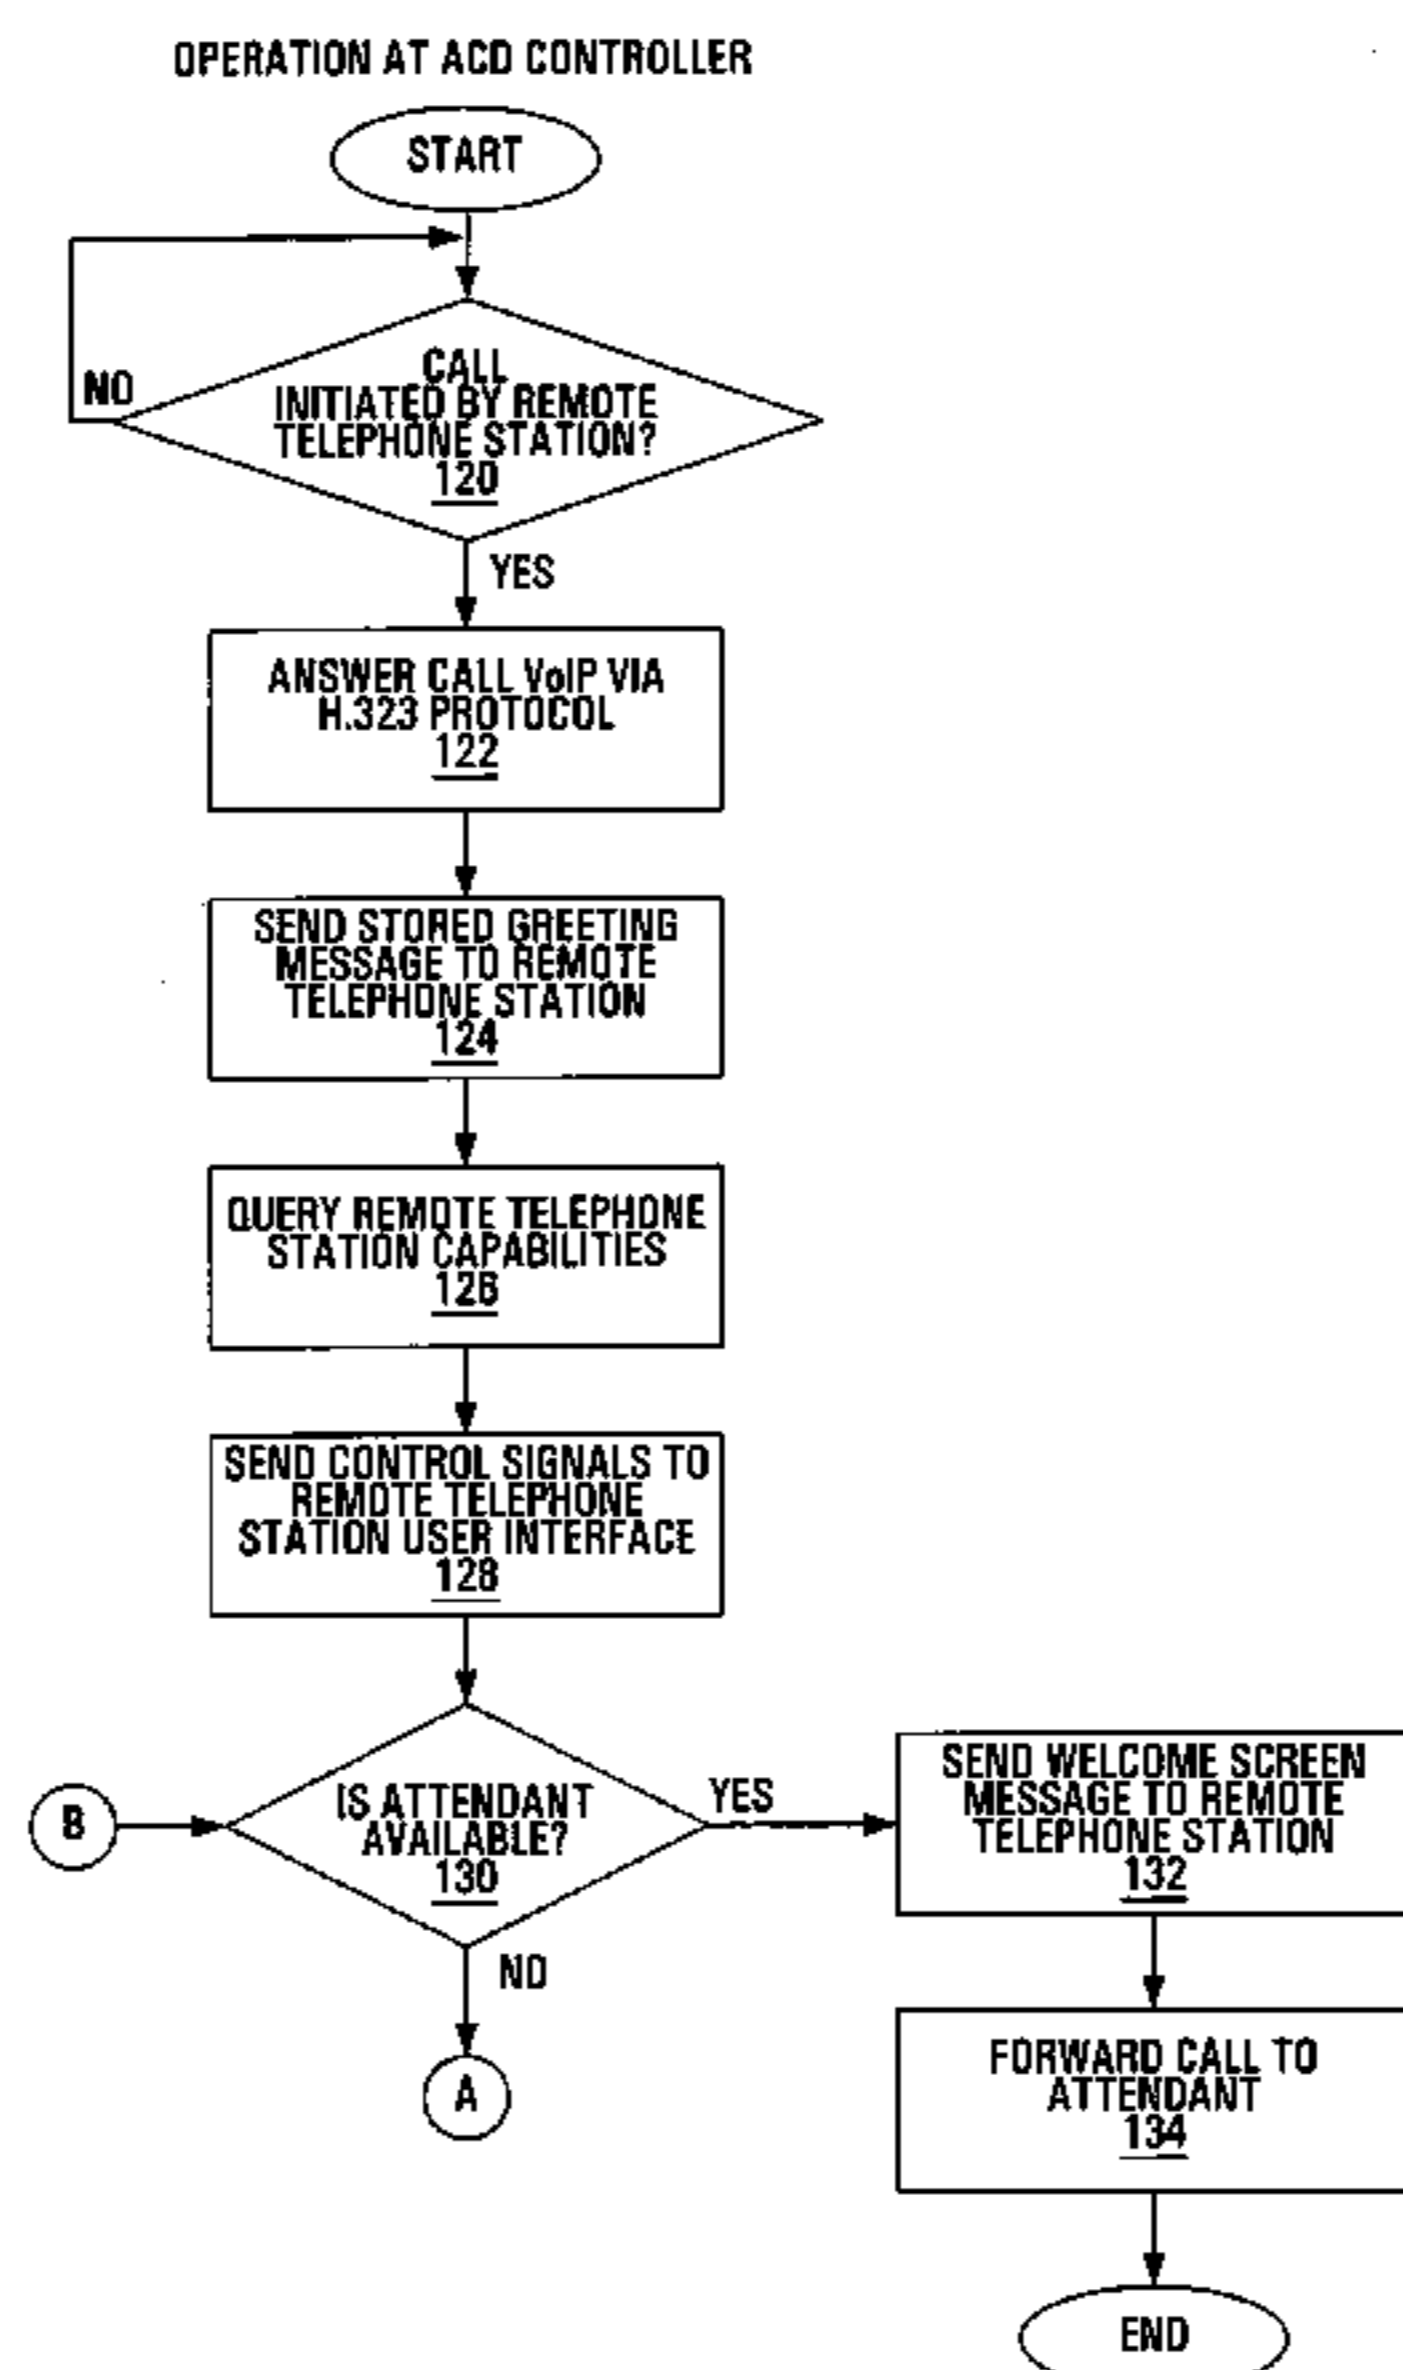 OPERATION AT ACD CONTROLLER
START
NO
CALL
INITIATED BY REMOTE
TELEPHONE STATION?
120
YES
ANSWER CALL VoIP VIA
H.323 PROTOCOL
122
SEND STORED GREETING
MESSAGE TO REMOTE
TELEPHONE STATION
124
QUERY REMOTE TELEPHONE
STATION CAPABILITIES
126
SEND CONTROL SIGNALS TO
REMOTE TELEPHONE
STATION USER INTERFACE
128
B
IS ATTENDANT
AVAILABLE?
130
YES
SEND WELCOME SCREEN
MESSAGE TO REMOTE
TELEPHONE STATION
132
NO
A
FORWARD CALL TO
ATTENDANT
134
END